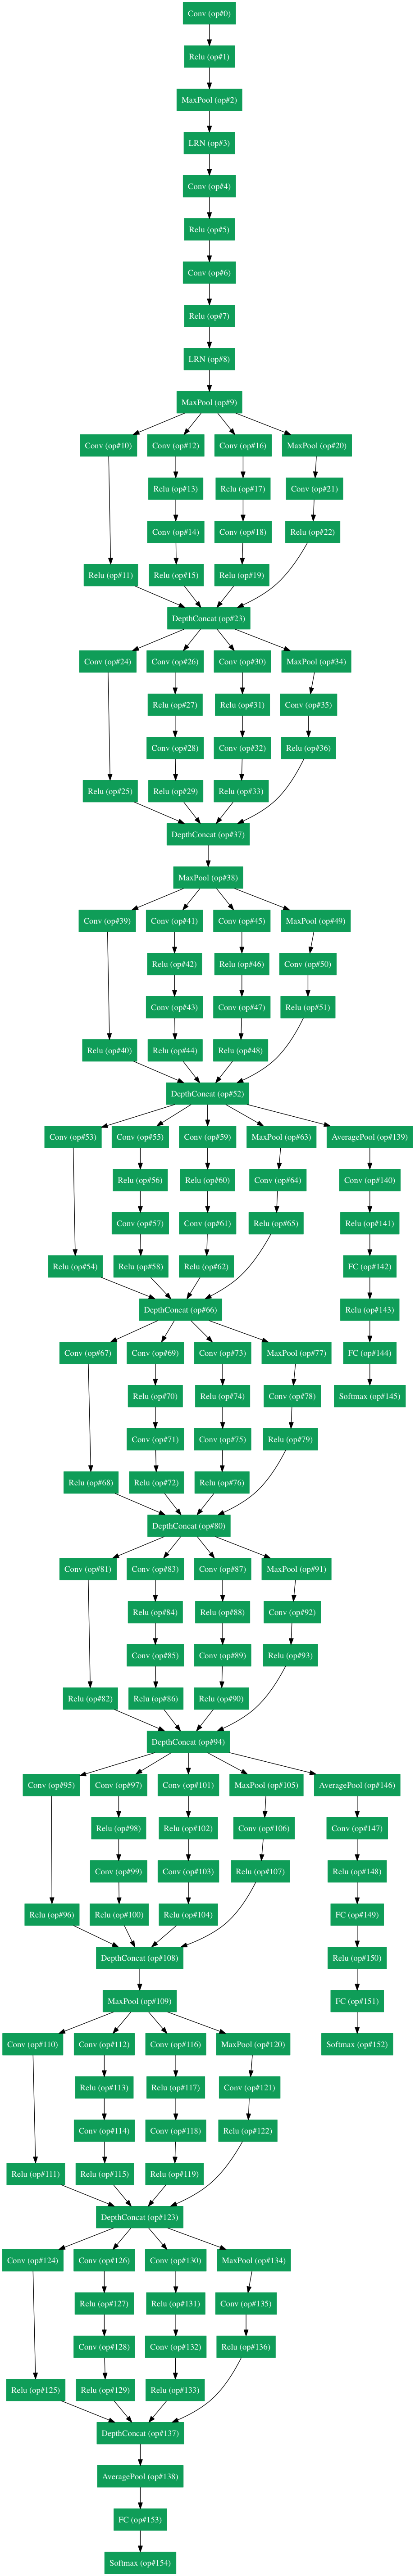 Conv (op#0)
Relu (op#1)
MaxPool (op#2)
LRN (op#3)
Conv (op#4)
Relu (op#5)
Conv (op#6)
Relu (op#7)
LRN (op#8)
MaxPool (op#9)
Conv (op#10) Conv (op#12) Conv (op#16) MaxPool (op#20)
Relu (op#13) Relu (op#17) Conv (op#21)
Conv (op#14) Conv (op#18) Relu (op#22)
Relu (op#11) Relu (op#15) Relu (op#19)
DepthConcat (op#23)
Conv (op#24) Conv (op#26) Conv (op#30) MaxPool (op#34)
Relu (op#27) Relu (op#31) Conv (op#35)
Conv (op#28) Conv (op#32) Relu (op#36)
Relu (op#25) Relu (op#29) Relu (op#33)
DepthConcat (op#37)
MaxPool (op#38)
Conv (op#39) Conv (op#41) Conv (op#45) MaxPool (op#49)
Relu (op#42) Relu (op#46) Conv (op#50)
Conv (op#43) Conv (op#47) Relu (op#51)
Relu (op#40) Relu (op#44) Relu (op#48)
DepthConcat (op#52)
Conv (op#53) Conv (op#55) Conv (op#59) MaxPool (op#63) AveragePool (op#139)
Relu (op#56) Relu (op#60) Conv (op#64) Conv (op#140)
Conv (op#57) Conv (op#61) Relu (op#65) Relu (op#141)
Relu (op#54) Relu (op#58) Relu (op#62) FC (op#142)
DepthConcat (op#66) Relu (op#143)
Conv (op#67) Conv (op#69) Conv (op#73) MaxPool (op#77) FC (op#144)
Relu (op#70) Relu (op#74) Conv (op#78) Softmax (op#145)
Conv (op#71) Conv (op#75) Relu (op#79)
Relu (op#68) Relu (op#72) Relu (op#76)
DepthConcat (op#80)
Conv (op#81) Conv (op#83) Conv (op#87) MaxPool (op#91)
Relu (op#84) Relu (op#88) Conv (op#92)
Conv (op#85) Conv (op#89) Relu (op#93)
Relu (op#82) Relu (op#86) Relu (op#90)
DepthConcat (op#94)
Conv (op#95) Conv (op#97) Conv (op#101) MaxPool (op#105) AveragePool (op#146)
Relu (op#98) Relu (op#102) Conv (op#106) Conv (op#147)
Conv (op#99) Conv (op#103) Relu (op#107) Relu (op#148)
Relu (op#96) Relu (op#100) Relu (op#104) FC (op#149)
DepthConcat (op#108) Relu (op#150)
MaxPool (op#109) FC (op#151)
Conv (op#110) Conv (op#112) Conv (op#116) MaxPool (op#120) Softmax (op#152)
Relu (op#113) Relu (op#117) Conv (op#121)
Conv (op#114) Conv (op#118) Relu (op#122)
Relu (op#111) Relu (op#115) Relu (op#119)
DepthConcat (op#123)
Conv (op#124) Conv (op#126) Conv (op#130) MaxPool (op#134)
Relu (op#127) Relu (op#131) Conv (op#135)
Conv (op#128) Conv (op#132) Relu (op#136)
Relu (op#125) Relu (op#129) Relu (op#133)
DepthConcat (op#137)
AveragePool (op#138)
FC (op#153)
Softmax (op#154)